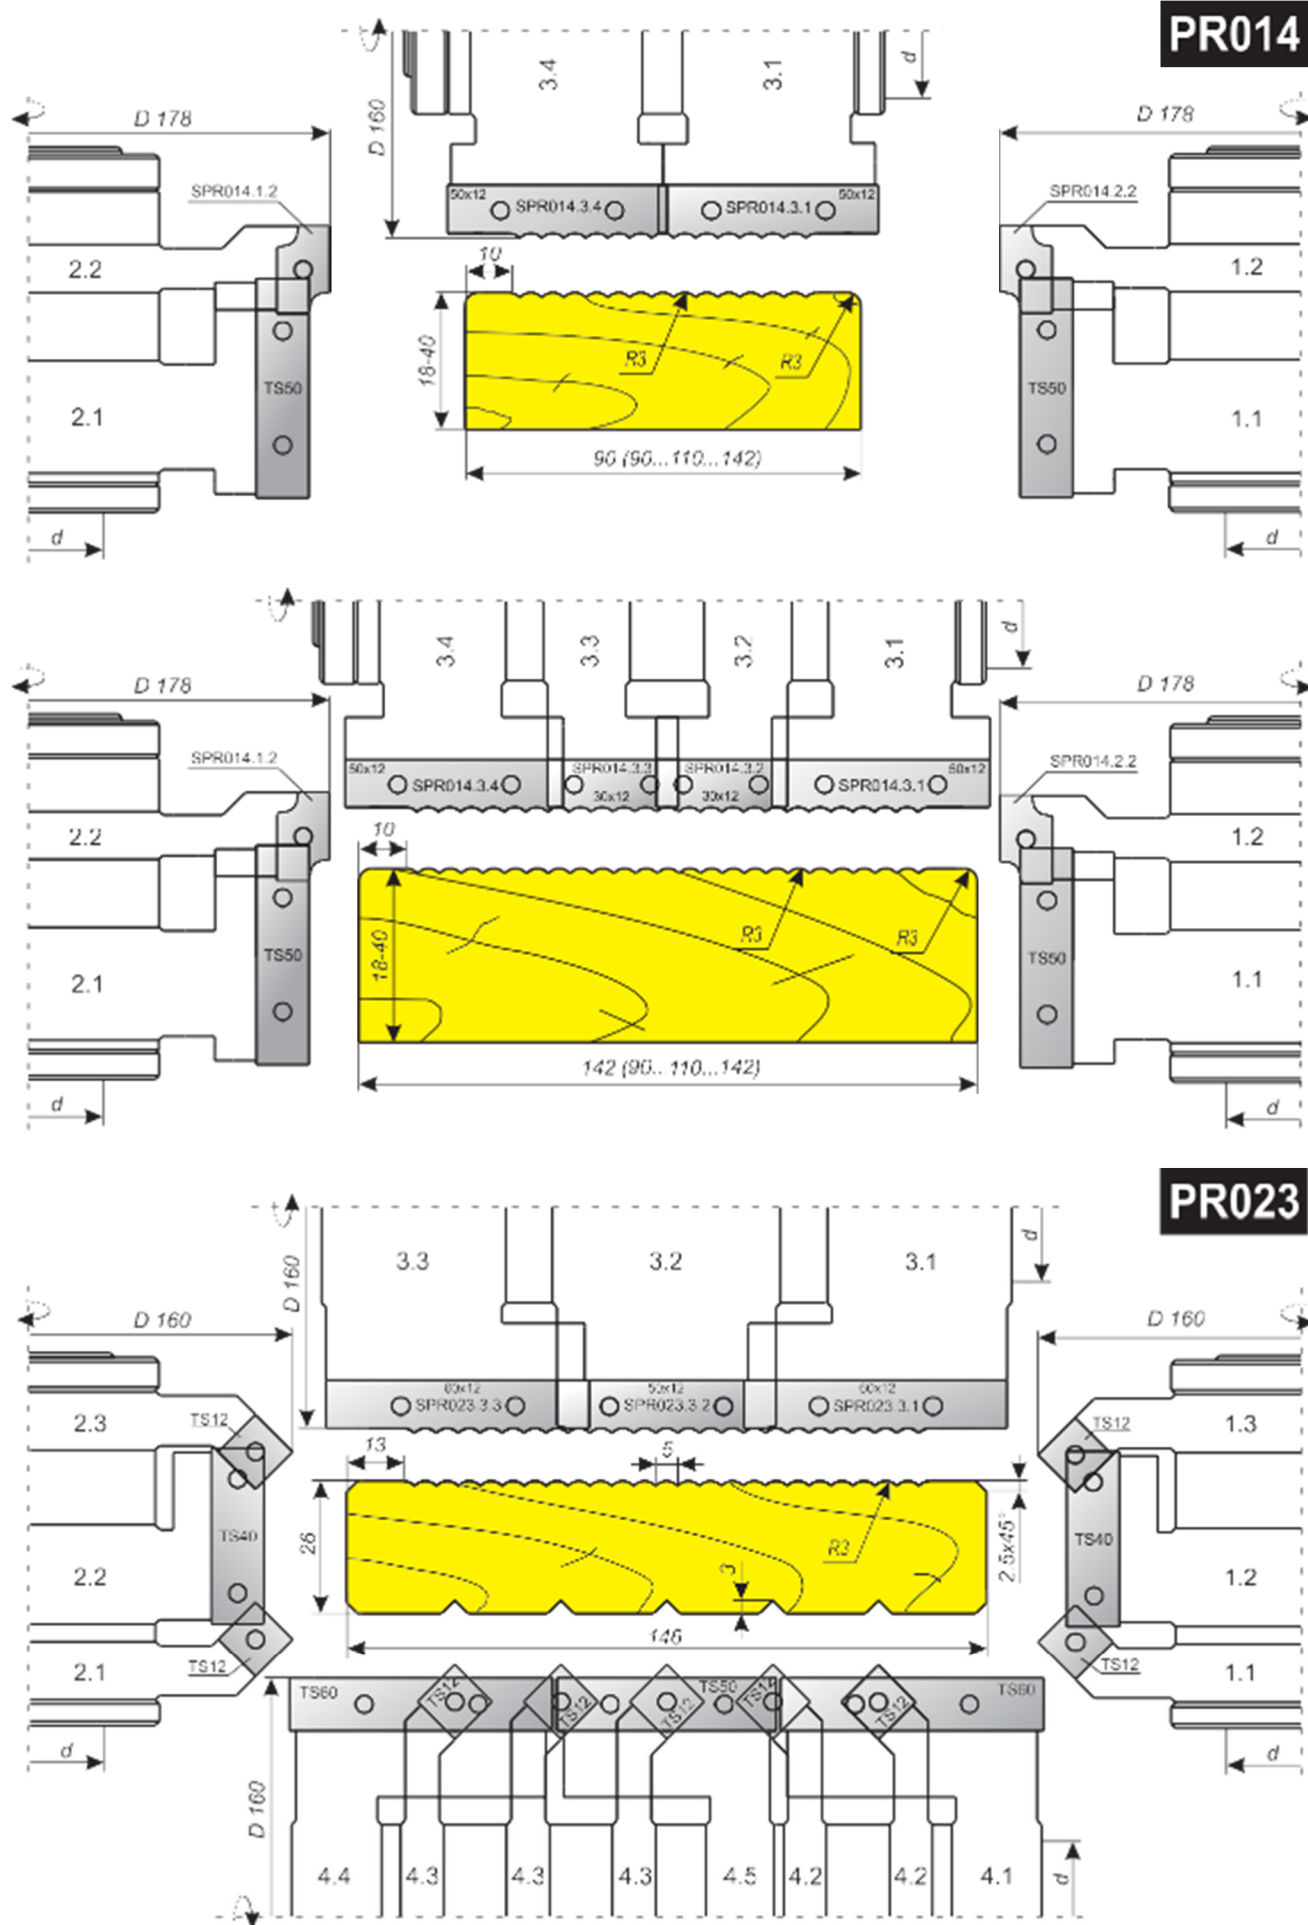 PR014
3.4
3.1
d
D 160
D 178
D 178
SPR014.1.2
50x12
SPR014.3.4
SPR014.3.1
50x12
SPR014.2.2
2.2
10
1.2
18-40
R3
R3
TS50
TS50
2.1
1.1
90 (90...110...142)
d
d
3.4
3.3
3.2
3.1
d
D 178
D 178
SPR014.1.2
50x12
SPR014.3.4
SPR014.3.3
30x12
SPR014.3.2
30x12
SPR014.3.1
50x12
SPR014.2.2
2.2
10
1.2
18-40
R3
R3
TS50
TS50
2.1
1.1
142 (90...110...142)
d
d
PR023
3.3
3.2
3.1
d
D 160
D 160
D 160
60x12
50x12
60x12
SPR023.3.3
SPR023.3.2
SPR023.3.1
2.3
TS12
TS12
1.3
13
5
26
R3
2.5x45°
TS40
TS40
2.2
3
1.2
146
2.1
TS12
TS12
1.1
TS60
TS12
TS12
TS12
TS50
TS12
TS12
TS60
d
d
D 160
4.4
4.3
4.3
4.3
4.5
4.2
4.2
4.1
d